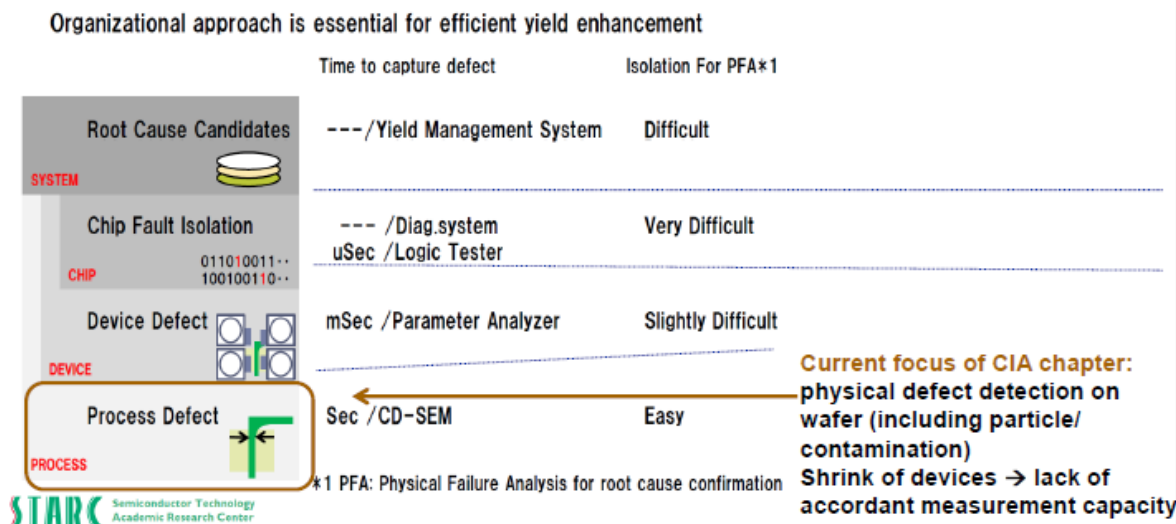 Organizational approach is essential for efficient yield enhancement
Time to capture defect Isolation For PFA*1
Root Cause Candidates ---/Yield Management System Difficult
SYSTEM
Chip Fault Isolation --- /Diag.system Very Difficult
uSec /Logic Tester
011010011··
CHIP 100100110··
Device Defect mSec /Parameter Analyzer Slightly Difficult
DEVICE
Current focus of CIA chapter:
physical defect detection on
Process Defect Sec /CD-SEM Easy
wafer (including particle/
contamination)
PROCESS
*1 PFA: Physical Failure Analysis for root cause confirmation
Shrink of devices → lack of
accordant measurement capacity
STARC Semiconductor Technology
Academic Research Center